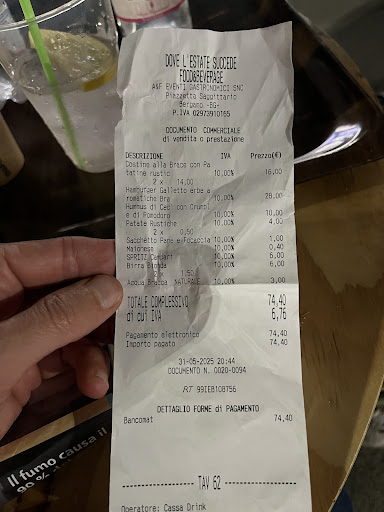 DOVE L'ESTATE SUCCEDE
FOOD&BEVERAGE
A&F EVENTI GASTRONOMICI SNC
Piazzetta Saggittario
Bergamo -BG-
P.IVA 02973910165
DOCUMENTO COMMERCIALE
di vendita o prestazione
DESCRIZIONE IVA Prezzo(€)
Costine alla Brace con Pa
tatine rustic 10,00% 16,00
2 x 14,00
Hamburger Galletto erbe a
romatiche Bra 10,00% 28,00
Hummus di Ceci con Crumbl
e di Pomodoro 10,00% 10,00
Patate Rustiche 10,00% 4,00
2 x 0,50
Sacchetto Pane e Focaccia 10,00% 1,00
Maionese 10,00% 0,40
SPRITZ Campari 10,00% 6,00
Birra Bionda 10,00% 6,00
2 x 1,50
Acqua Bracca NATURALE 10,00% 3,00
TOTALE COMPLESSIVO 74,40
di cui IVA 6,76
Pagamento elettronico 74,40
Importo pagato 74,40
31-05-2025 20:44
DOCUMENTO N. 0020-0094
RT 99IEB108756
DETTAGLIO FORME di PAGAMENTO
Bancomat 74,40
TAV 62
Operatore: Cassa Drink
Il fumo causa il
90 %